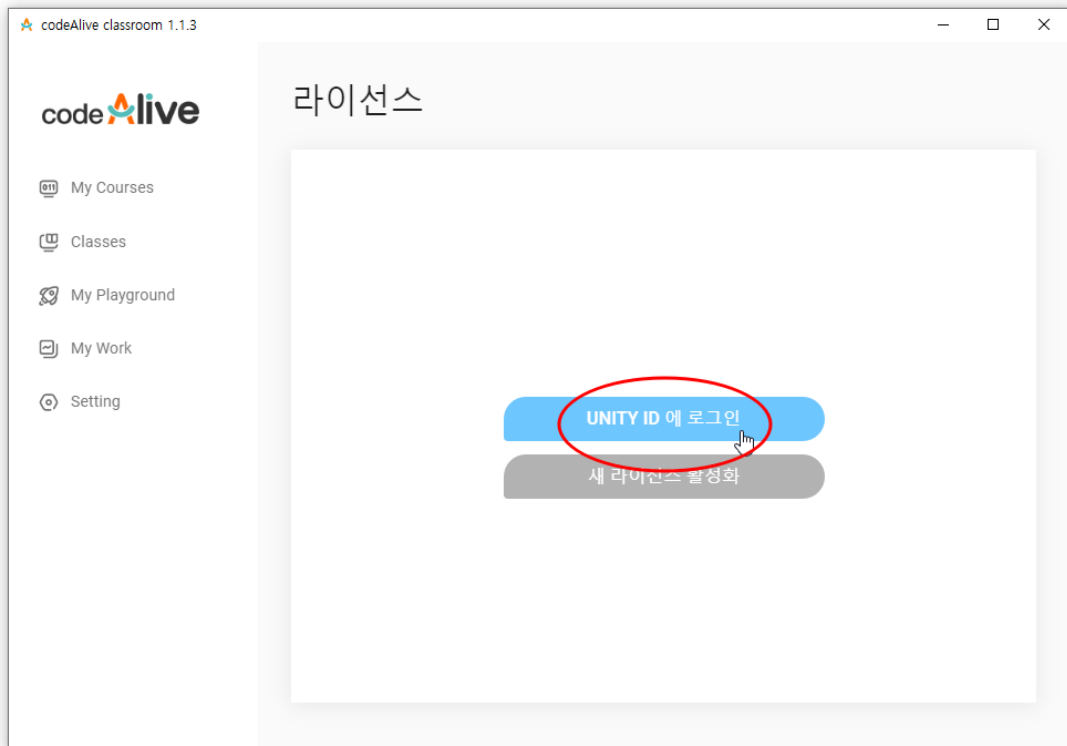 codeAlive classroom 1.1.3
codeAlive
My Courses
Classes
My Playground
My Work
Setting
라이선스
UNITY ID 에 로그인
새 라이선스 활성화